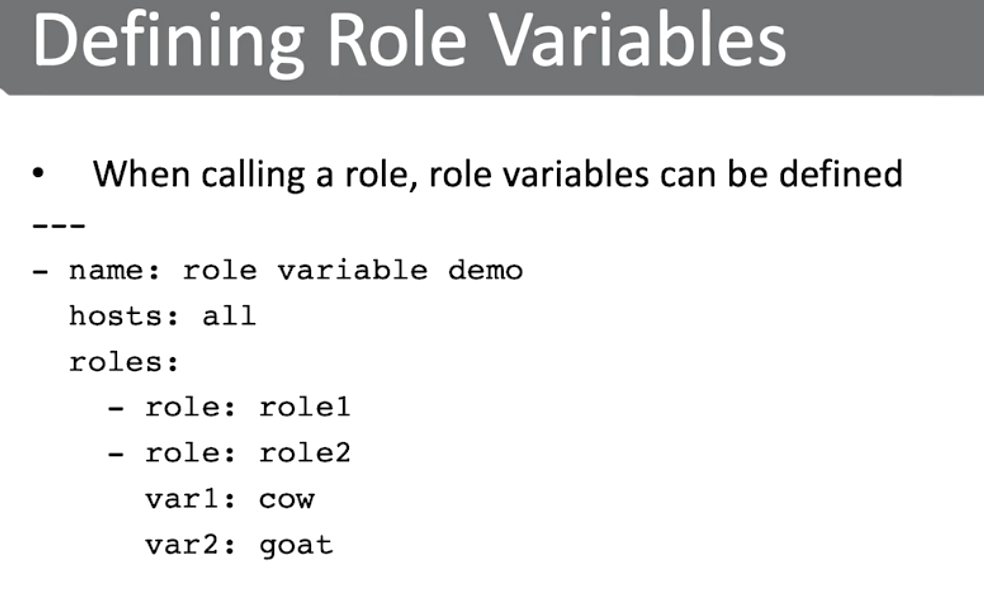 Defining Role Variables
• When calling a role, role variables can be defined
---
- name: role variable demo
  hosts: all
  roles:
    - role: role1
    - role: role2
      var1: cow
      var2: goat